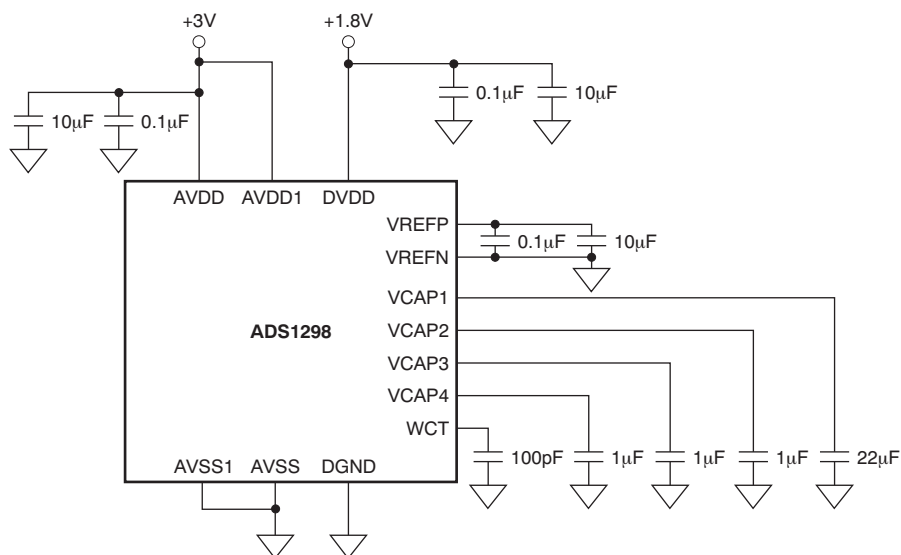 +3V
+1.8V
10µF
0.1µF
0.1µF
10µF
AVDD
AVDD1
DVDD
VREFP
0.1µF
10µF
VREFN
VCAP1
ADS1298
VCAP2
VCAP3
VCAP4
WCT
100pF
1µF
1µF
1µF
22µF
AVSS1
AVSS
DGND